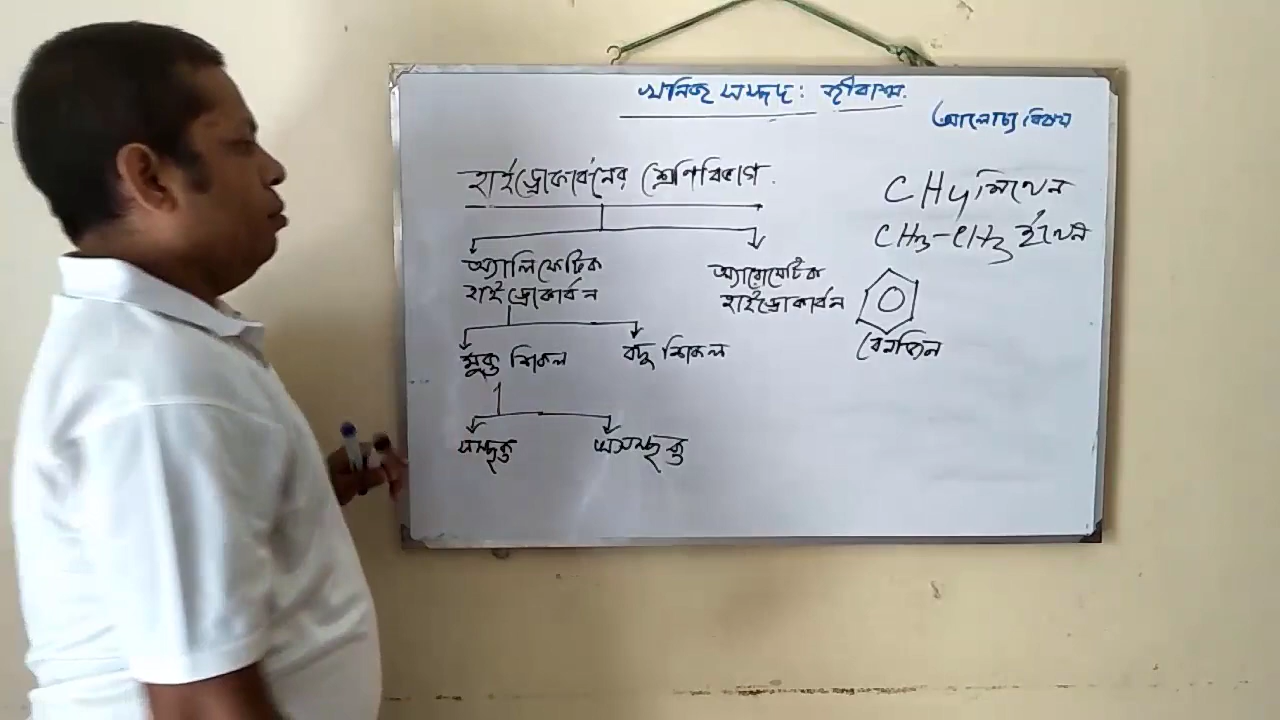 খনিজ সম্পদ: জীবাশ্ম.
আলোচ্য বিষয়
হাইড্রোকার্বনের শ্রেণিবিভাগ.
CH4 মিথেন
CH3-CH3 ইথেন
অ্যালিফেটিক
হাইড্রোকার্বন
অ্যারোমেটিক
হাইড্রোকার্বন
বেনজিন
মুক্ত শিকল
বদ্ধ শিকল
সম্পৃক্ত
অসম্পৃক্ত